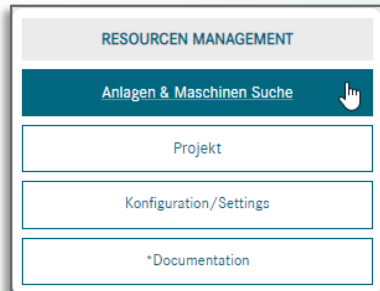 RESOURCEN MANAGEMENT
Anlagen & Maschinen Suche
Projekt
Konfiguration/Settings
*Documentation